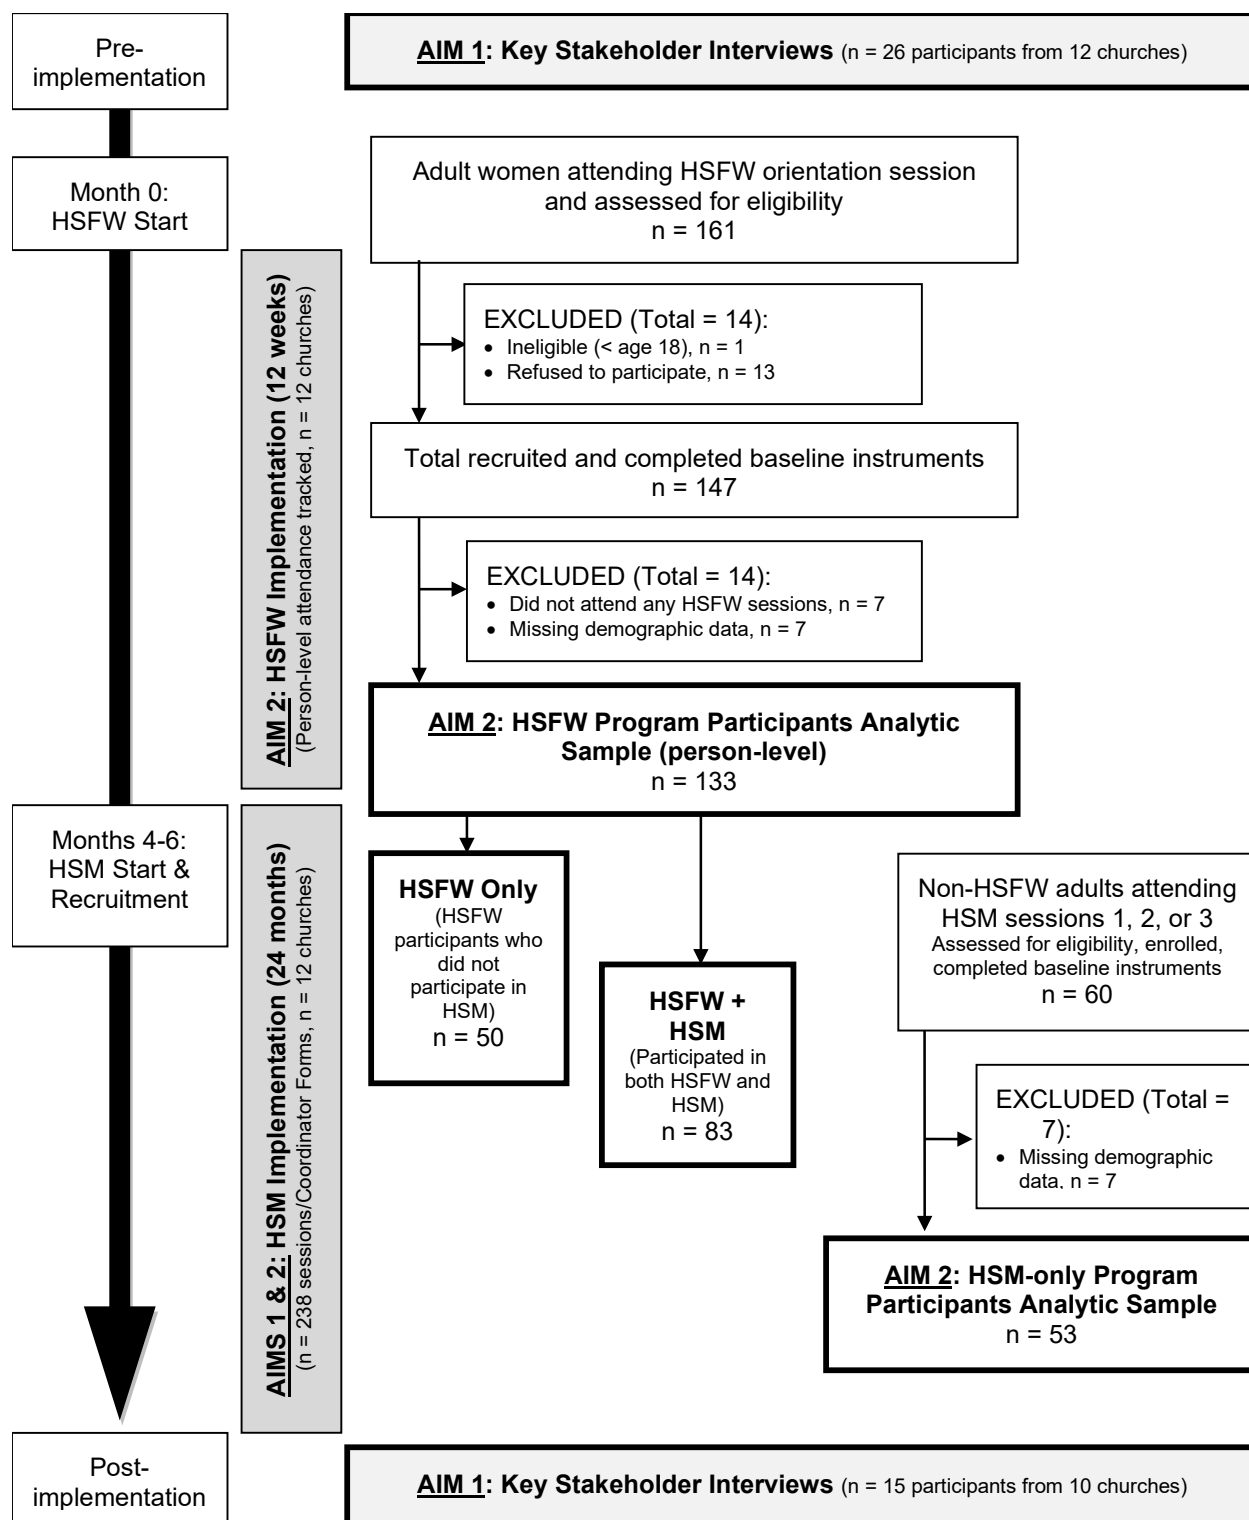 Pre-
implementation
AIM 1: Key Stakeholder Interviews (n = 26 participants from 12 churches)
Month 0:
HSFW Start
Adult women attending HSFW orientation session
and assessed for eligibility
n = 161
AIM 2: HSFW Implementation (12 weeks)
(Person-level attendance tracked, n = 12 churches)
EXCLUDED (Total = 14):
• Ineligible (< age 18), n = 1
• Refused to participate, n = 13
Total recruited and completed baseline instruments
n = 147
EXCLUDED (Total = 14):
• Did not attend any HSFW sessions, n = 7
• Missing demographic data, n = 7
AIM 2: HSFW Program Participants Analytic
Sample (person-level)
n = 133
Months 4-6:
HSM Start &
Recruitment
AIMS 1 & 2: HSM Implementation (24 months)
(n = 238 sessions/Coordinator Forms, n = 12 churches)
HSFW Only
(HSFW
participants who
did not
participate in
HSM)
n = 50
HSFW +
HSM
(Participated in
both HSFW and
HSM)
n = 83
Non-HSFW adults attending
HSM sessions 1, 2, or 3
Assessed for eligibility, enrolled,
completed baseline instruments
n = 60
EXCLUDED (Total =
7):
• Missing demographic
data, n = 7
AIM 2: HSM-only Program
Participants Analytic Sample
n = 53
Post-
implementation
AIM 1: Key Stakeholder Interviews (n = 15 participants from 10 churches)